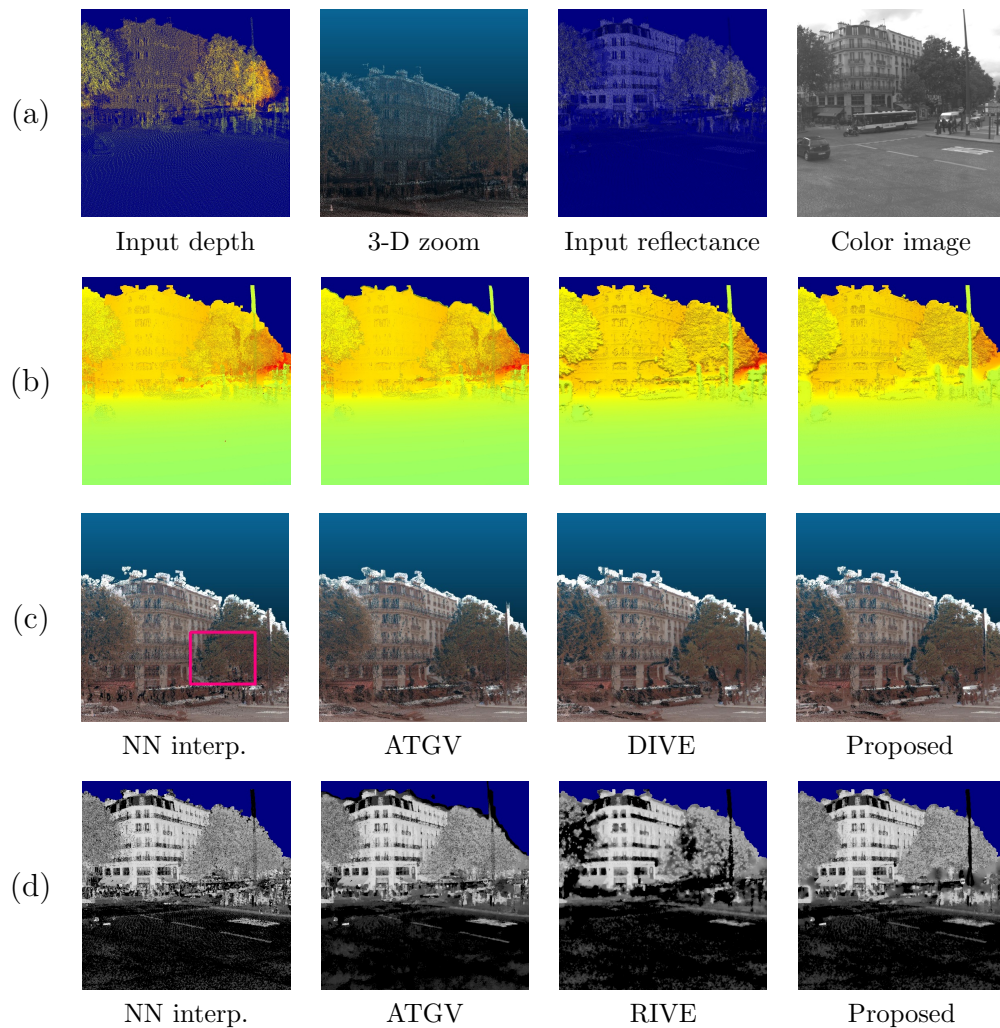 (a)
Input depth 3-D zoom Input reflectance Color image
(b)
(c)
NN interp. ATGV DIVE Proposed
(d)
NN interp. ATGV RIVE Proposed